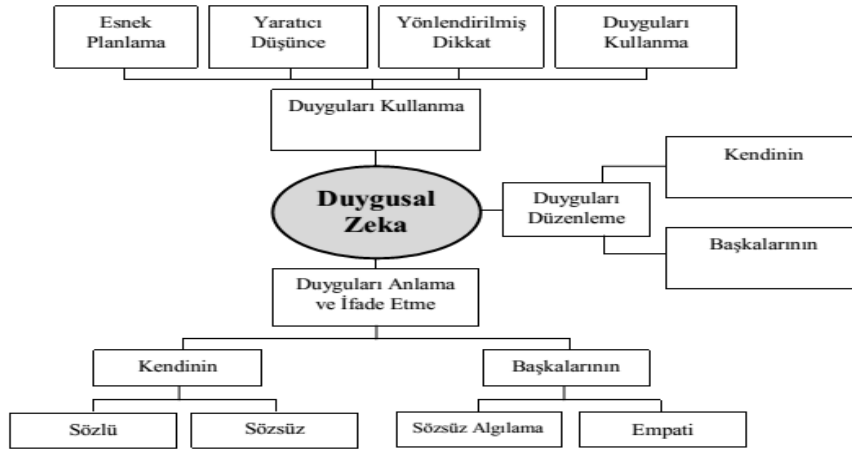 Esnek
Planlama
Yaratıcı
Düşünce
Yönlendirilmiş
Dikkat
Duyguları
Kullanma
Duyguları Kullanma
Duygusal
Zeka
Duyguları
Düzenleme
Kendinin
Başkalarının
Duyguları Anlama
ve İfade Etme
Kendinin
Başkalarının
Sözlü
Sözsüz
Sözsüz Algılama
Empati